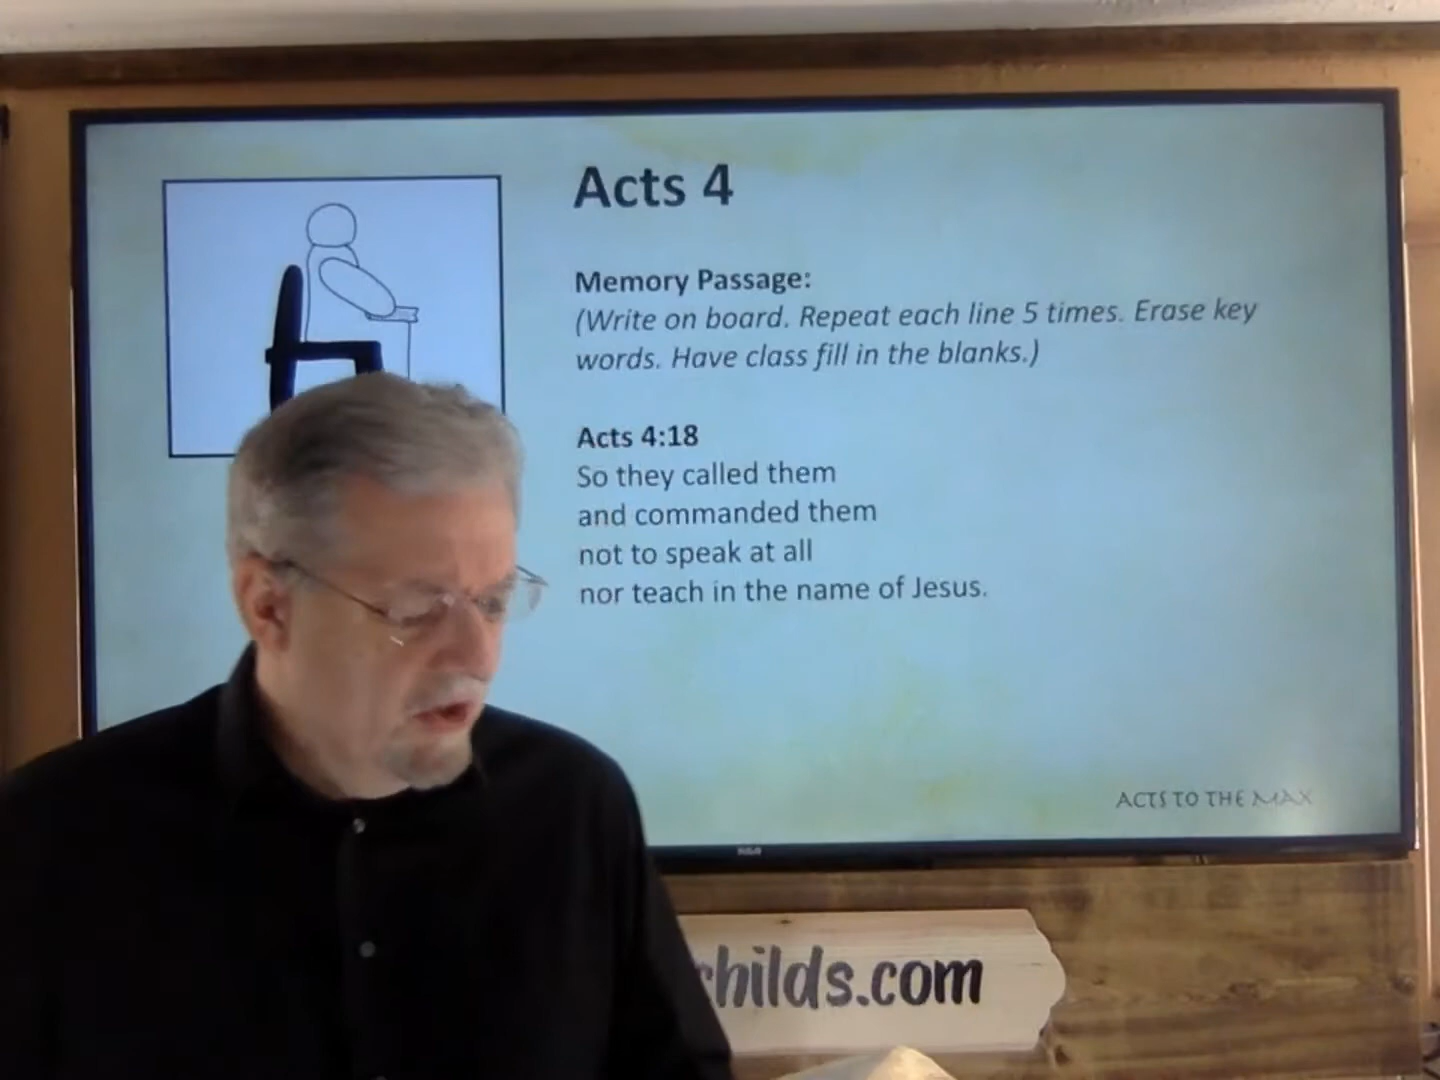 Acts 4
Memory Passage:
(Write on board. Repeat each line 5 times. Erase key
words. Have class fill in the blanks.)
Acts 4:18
So they called them
and commanded them
not to speak at all
nor teach in the name of Jesus.
ACTS TO THE MAX
RCA
childs.com